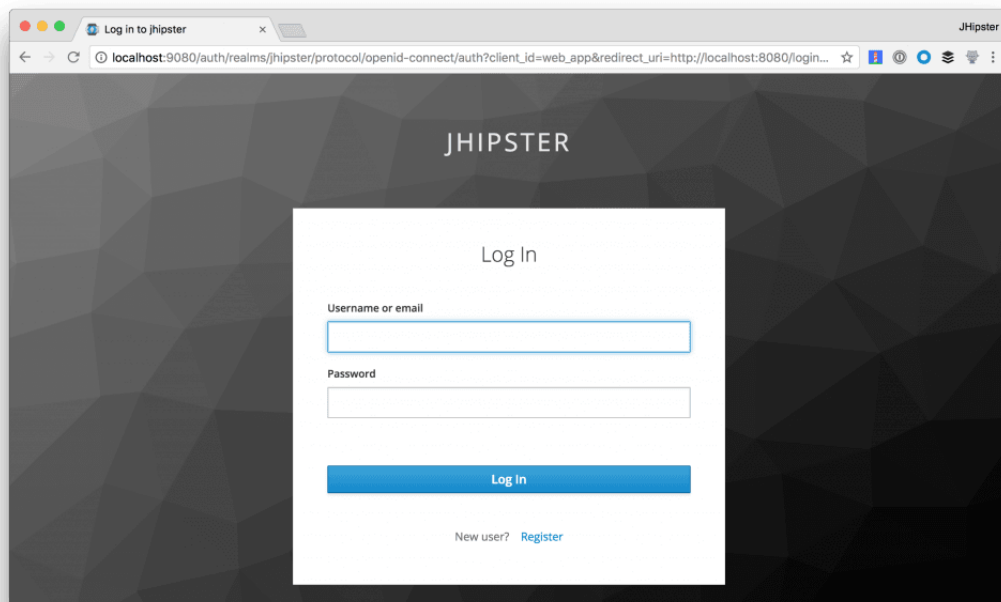 Log in to jhipster
JHipster
localhost:9080/auth/realms/jhipster/protocol/openid-connect/auth?client_id=web_app&redirect_uri=http://localhost:8080/login...
JHIPSTER
Log In
Username or email
Password
Log In
New user? Register